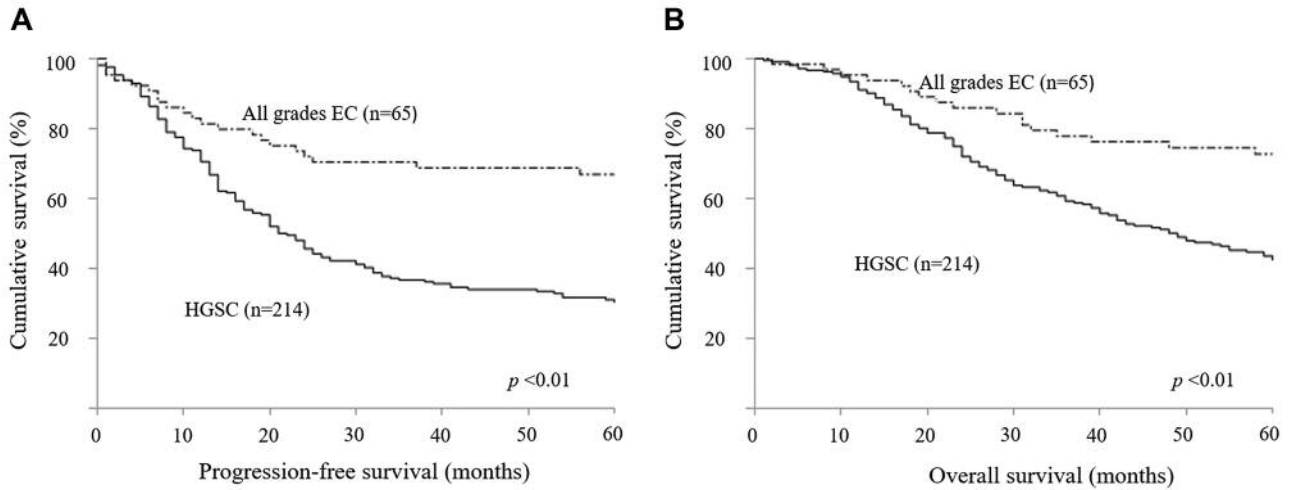 A
Cumulative survival (%)
100
80
60
40
20
All grades EC (n=65)
HGSC (n=214)
p <0.01
0 10 20 30 40 50 60
Progression-free survival (months)
B
Cumulative survival (%)
100
80
60
40
20
All grades EC (n=65)
HGSC (n=214)
p <0.01
0 10 20 30 40 50 60
Overall survival (months)